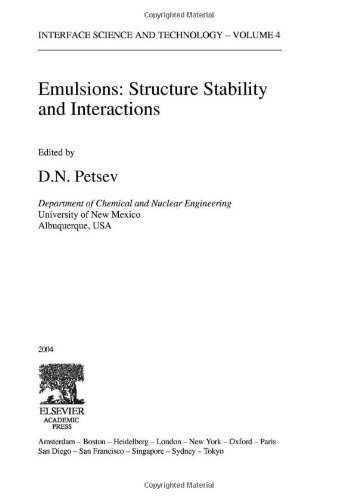 Copyrighted Material
INTERFACE SCIENCE AND TECHNOLOGY – VOLUME 4
Emulsions: Structure Stability
and Interactions
Edited by
D.N. Petsev
Department of Chemical and Nuclear Engineering
University of New Mexico
Albuquerque, USA
2004
ELSEVIER
ACADEMIC
PRESS
Amsterdam – Boston – Heidelberg – London – New York – Oxford – Paris
San Diego – San Francisco – Singapore – Sydney – Tokyo
Copyrighted Material